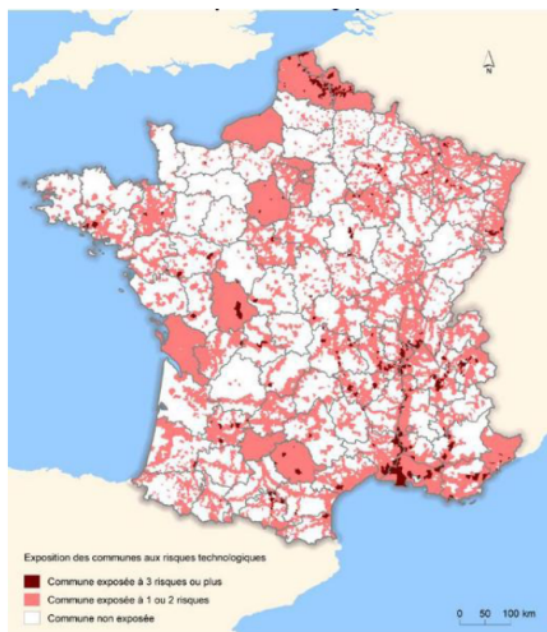 N
Exposition des communes aux risques technologiques
Commune exposée à 3 risques ou plus
Commune exposée à 1 ou 2 risques
Commune non exposée
0 50 100 km